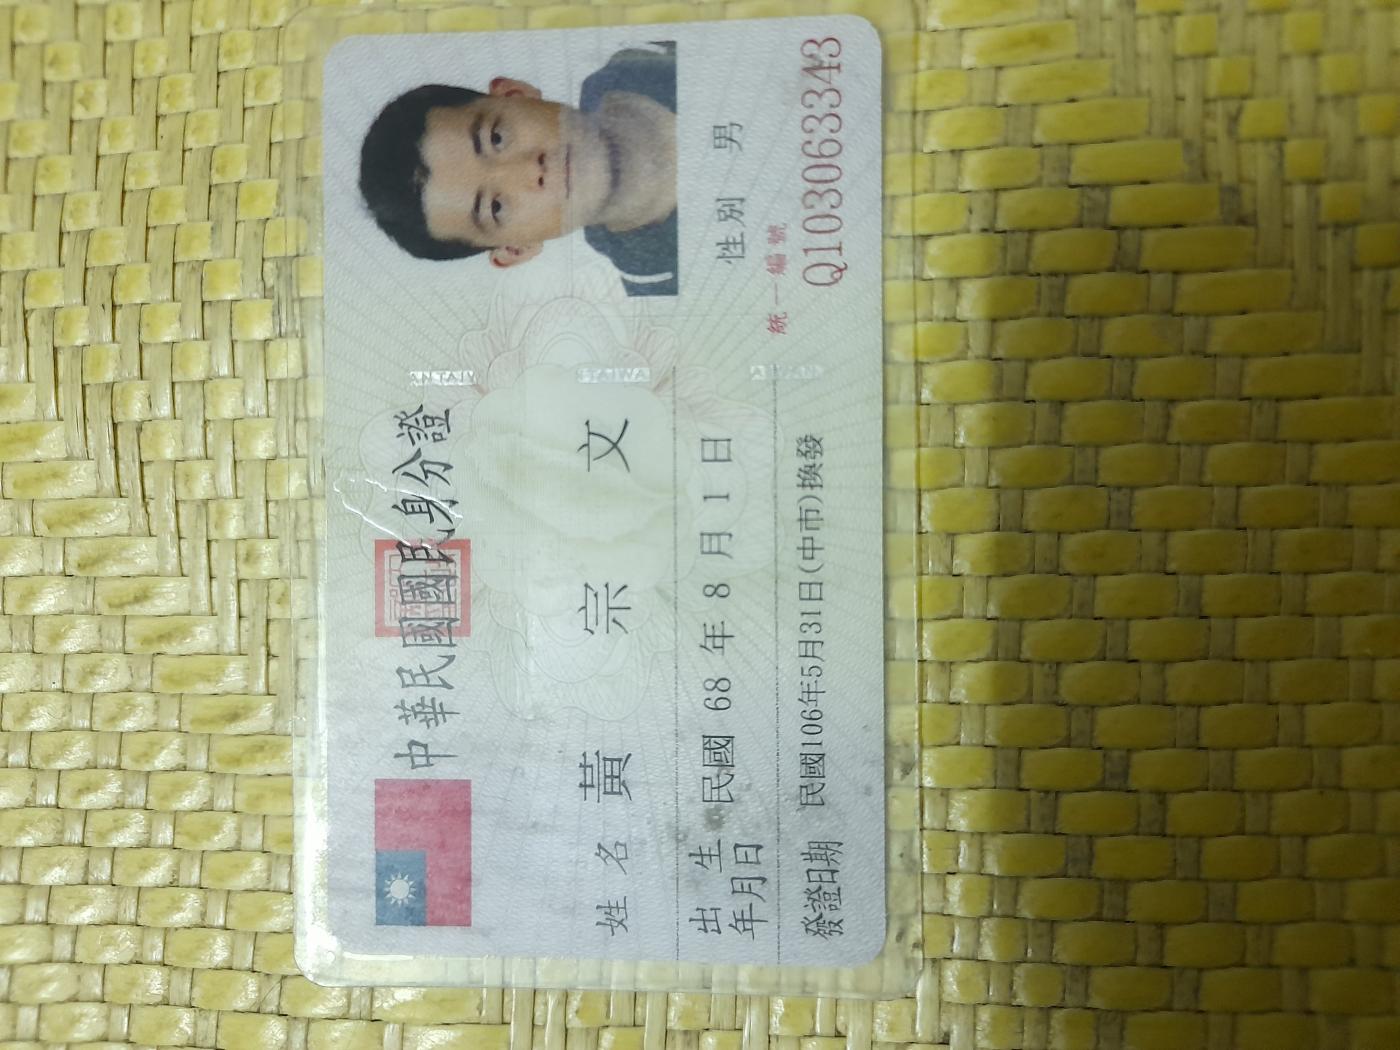 中華民國國民身分證
姓名 黃宗文
出生年月日 民國 68 年 8 月 1 日
性別 男
統一編號
Q103063343
發證日期 民國106年5月31日(中市)換發
TAIWAN